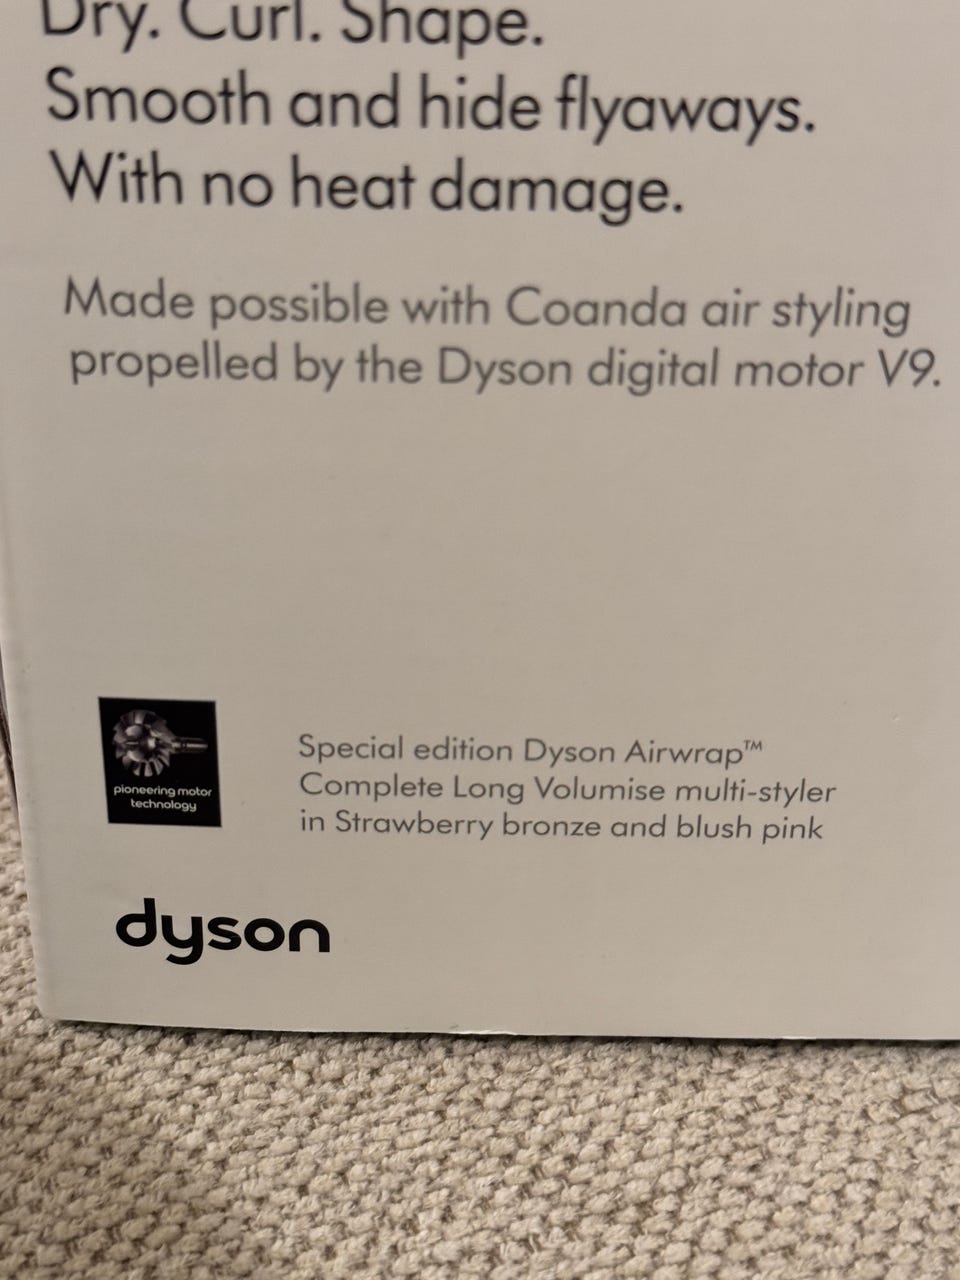 Dry. Curl. Shape.
Smooth and hide flyaways.
With no heat damage.
Made possible with Coanda air styling
propelled by the Dyson digital motor V9.
pioneering motor
technology
Special edition Dyson Airwrap™
Complete Long Volumise multi-styler
in Strawberry bronze and blush pink
dyson